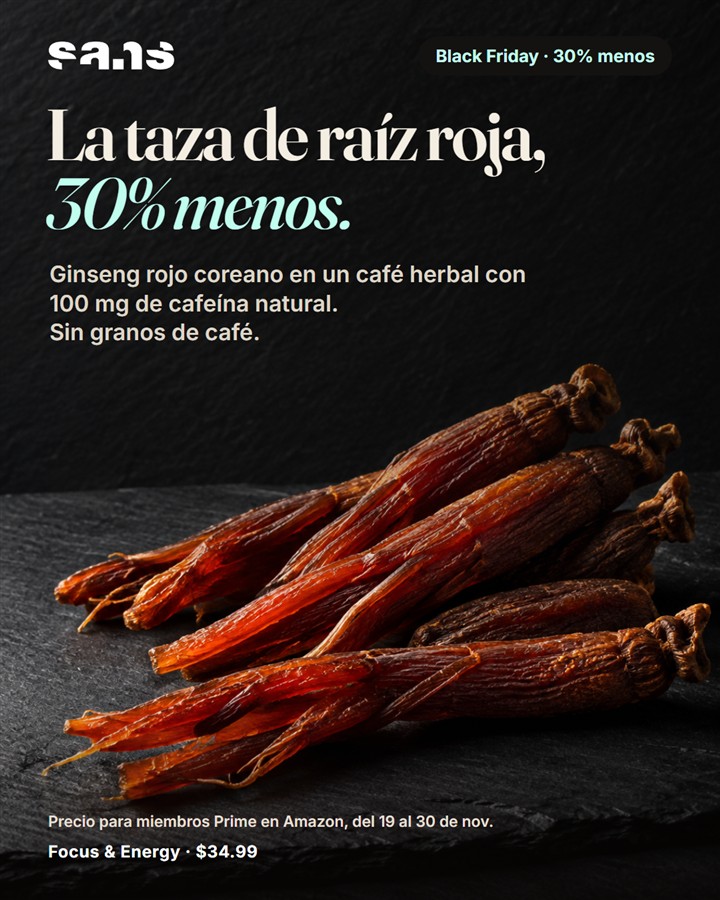 sans
Black Friday · 30% menos
La taza de raíz roja,
30% menos.
Ginseng rojo coreano en un café herbal con
100 mg de cafeína natural.
Sin granos de café.
Precio para miembros Prime en Amazon, del 19 al 30 de nov.
Focus & Energy · $34.99